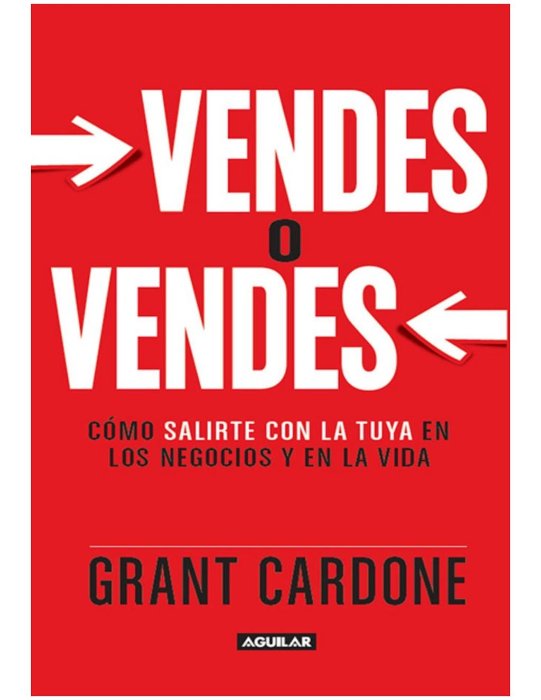 VENDES
O
VENDES
CÓMO SALIRTE CON LA TUYA EN
LOS NEGOCIOS Y EN LA VIDA
GRANT CARDONE
AGUILAR